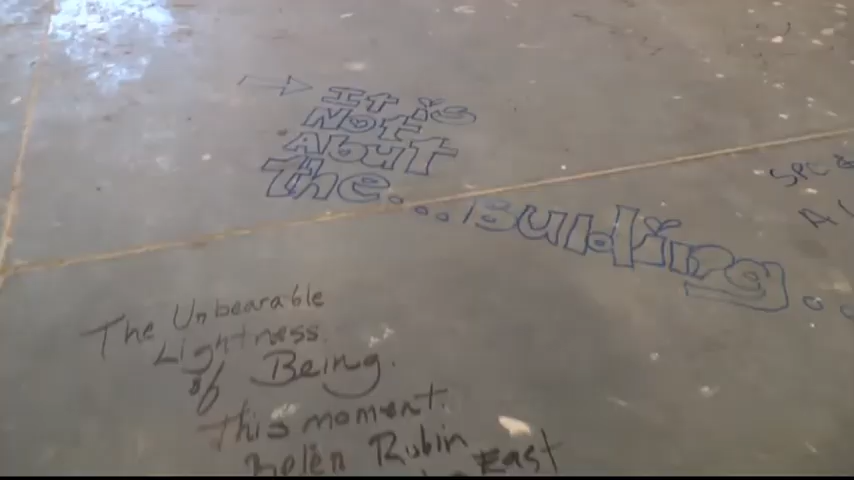 It is
Not
About
the... Building..
The Unbearable
Lightness
of Being.
This moment.
Helen Rubin
East